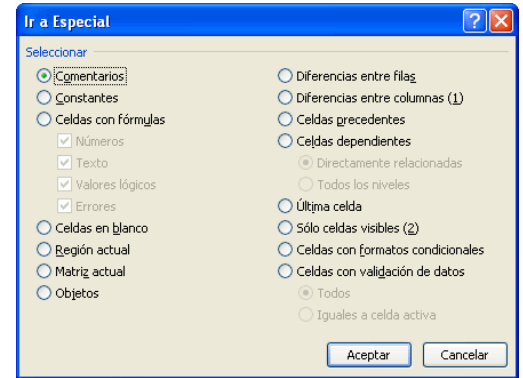 Ir a Especial
Seleccionar
Comentarios
Constantes
Celdas con fórmulas
Números
Texto
Valores lógicos
Errores
Celdas en blanco
Región actual
Matriz actual
Objetos
Diferencias entre filas
Diferencias entre columnas (1)
Celdas precedentes
Celdas dependientes
Directamente relacionadas
Todos los niveles
Última celda
Sólo celdas visibles (2)
Celdas con formatos condicionales
Celdas con validación de datos
Todos
Iguales a celda activa
Aceptar
Cancelar